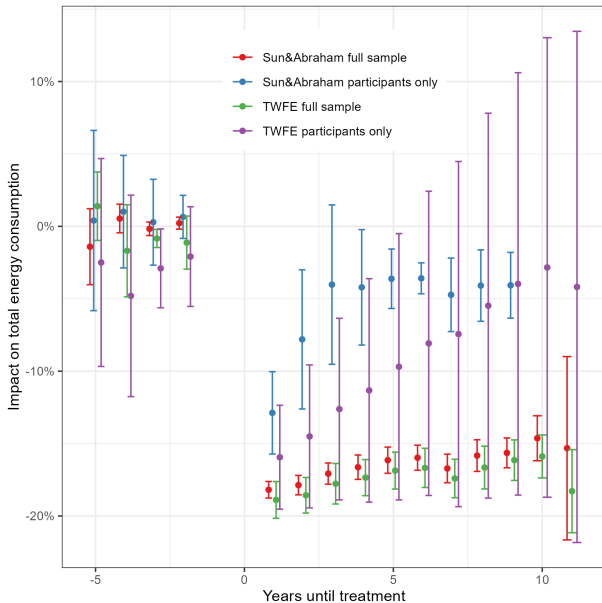 Impact on total energy consumption
10%
0%
-10%
-20%
Sun&Abraham full sample
Sun&Abraham participants only
TWFE full sample
TWFE participants only
-5
0
5
10
Years until treatment